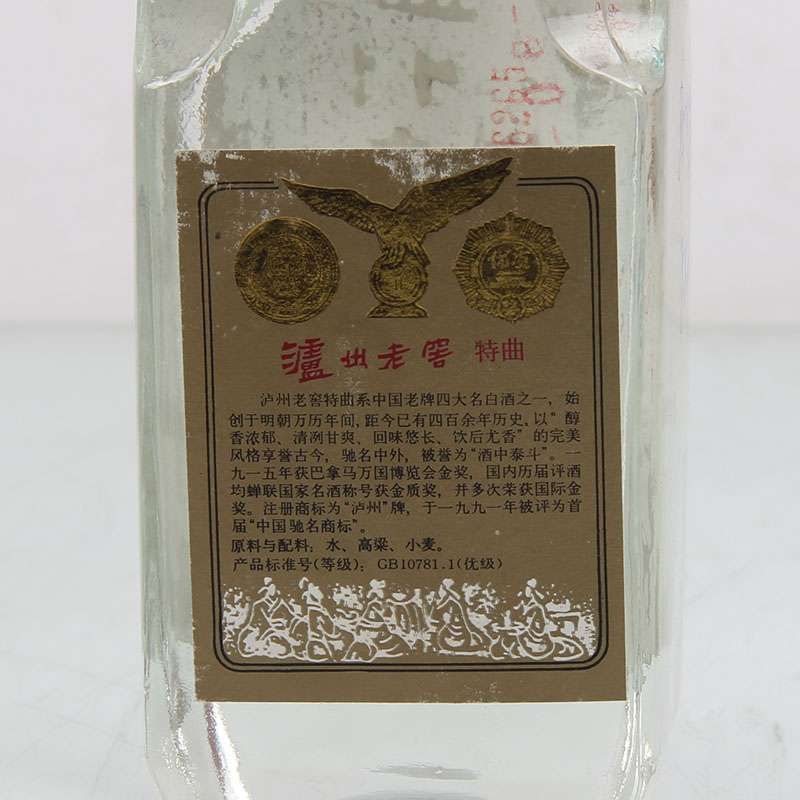 泸州老窖 特曲
泸州老窖特曲系中国老牌四大名白酒之一，始
创于明朝万历年间，距今已有四百余年历史，以“醇
香浓郁、清冽甘爽、回味悠长、饮后尤香”的完美
风格享誉古今，驰名中外，被誉为“酒中泰斗”。一
九一五年获巴拿马万国博览会金奖，国内历届评酒
均蝉联国家名酒称号获金质奖，并多次荣获国际金
奖。注册商标为“泸州”牌，于一九九一年被评为首
届“中国驰名商标”。
原料与配料：水、高粱、小麦。
产品标准号(等级)：GB10781.1(优级)